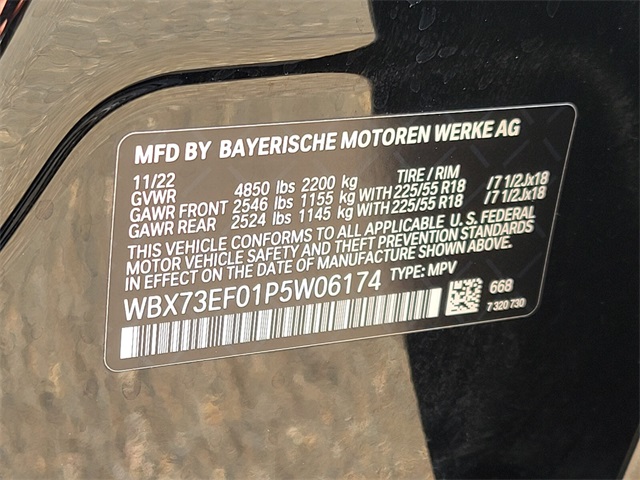 MFD BY BAYERISCHE MOTOREN WERKE AG
11/22 TIRE / RIM
GVWR 4850 lbs 2200 kg
GAWR FRONT 2546 lbs 1155 kg WITH 225/55 R18 /7 1/2Jx18
GAWR REAR 2524 lbs 1145 kg WITH 225/55 R18 /7 1/2Jx18
THIS VEHICLE CONFORMS TO ALL APPLICABLE U. S. FEDERAL
MOTOR VEHICLE SAFETY AND THEFT PREVENTION STANDARDS
IN EFFECT ON THE DATE OF MANUFACTURE SHOWN ABOVE.
WBX73EF01P5W06174 TYPE: MPV
668
7 320 730